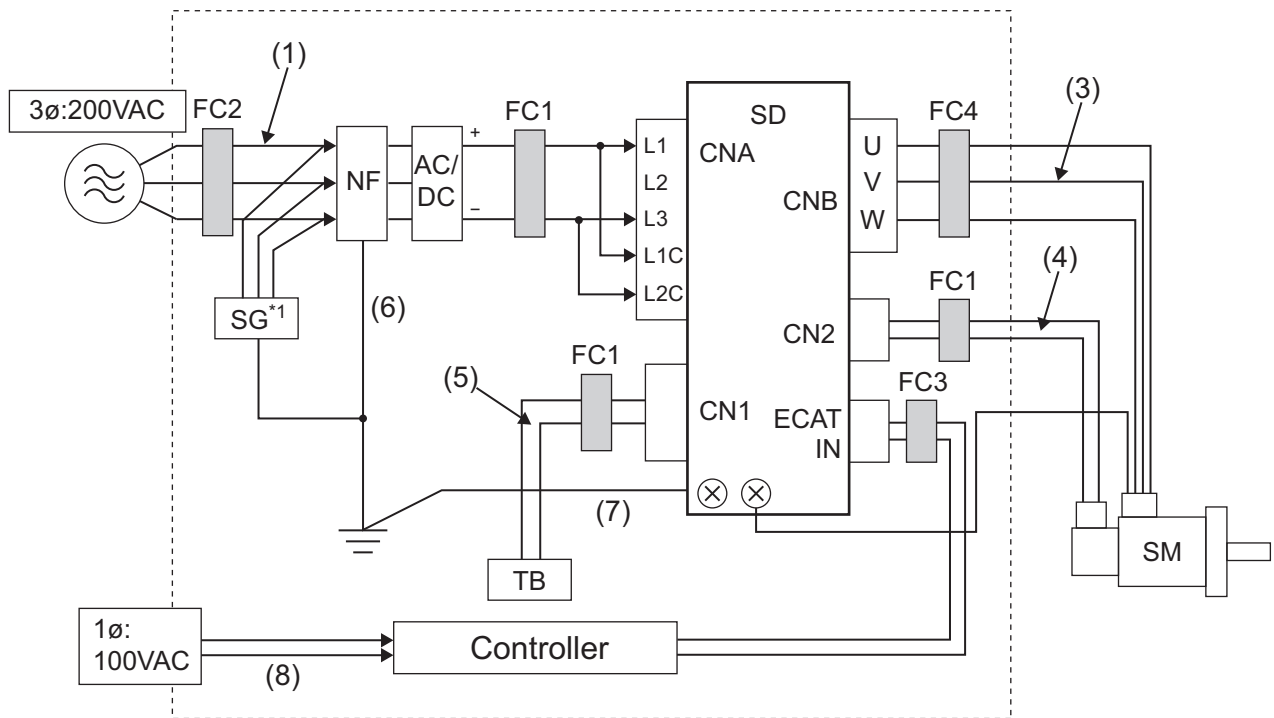 (1)
3ø:200VAC
FC2
FC1
FC4
(3)
SD
CNA
CNB
NF
AC/
DC
+
−
L1
L2
L3
L1C
L2C
U
V
W
SG*1
(6)
(4)
FC1
CN2
FC1
(5)
FC3
CN1
ECAT
IN
(7)
TB
SM
1ø:
100VAC
(8)
Controller